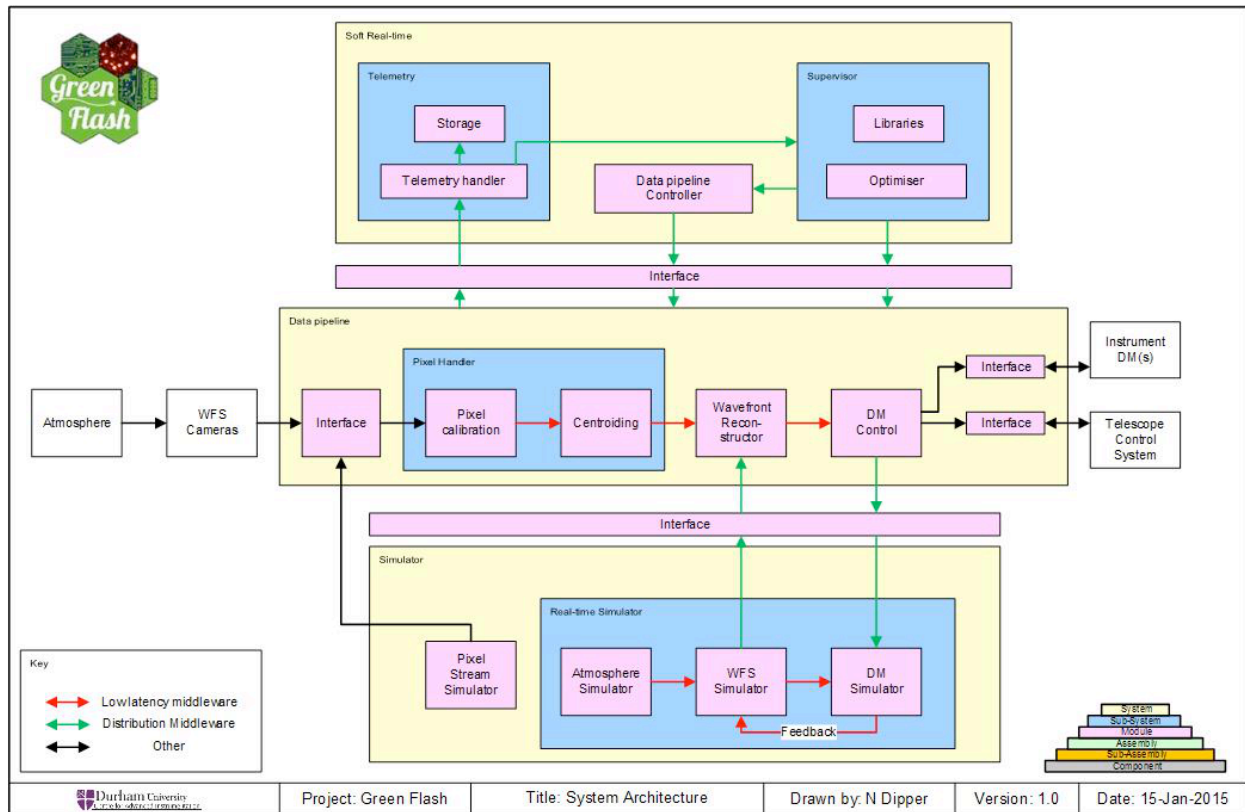 Green
Flash
Soft Real-time
Telemetry
Storage
Telemetry handler
Data pipeline
Controller
Supervisor
Libraries
Optimiser
Interface
Data pipeline
Pixel Handler
Atmosphere
WFS
Cameras
Interface
Pixel
calibration
Centroiding
Wavefront
Recon-
structor
DM
Control
Interface
Interface
Instrument
DM(s)
Telescope
Control
System
Interface
Simulator
Real-time Simulator
Pixel
Stream
Simulator
Atmosphere
Simulator
WFS
Simulator
DM
Simulator
Feedback
Key
Lowlatency middleware
Distribution Middleware
Other
System
Sub-System
Module
Assembly
Sub-Assembly
Component
Durham University
Centre for Advanced Instrumentation
Project: Green Flash
Title: System Architecture
Drawn by: N Dipper
Version: 1.0
Date: 15-Jan-2015